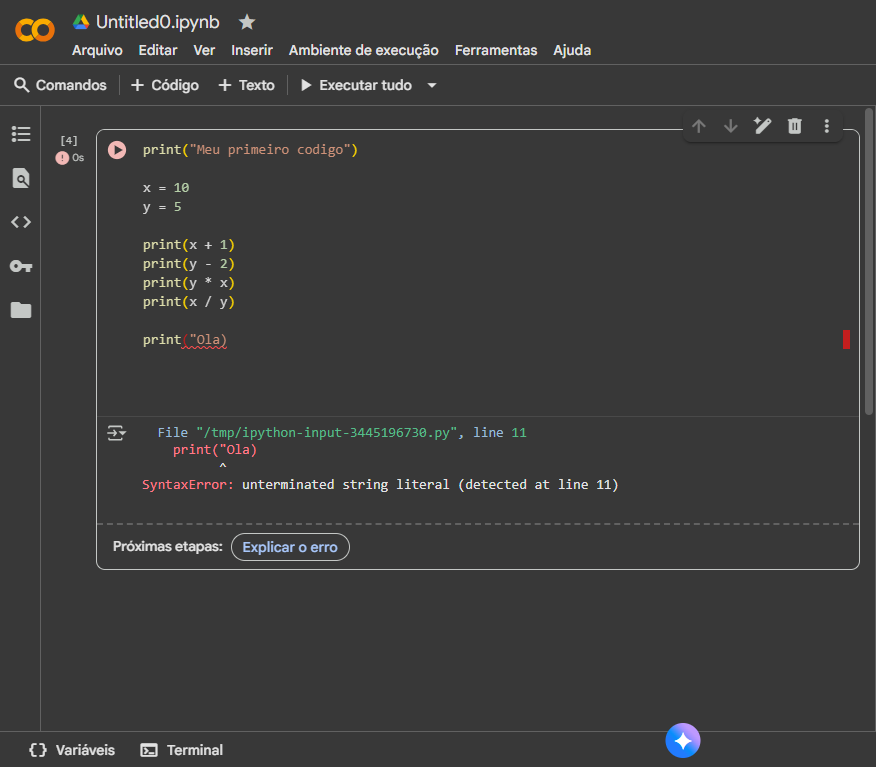 Untitled0.ipynb
Arquivo Editar Ver Inserir Ambiente de execução Ferramentas Ajuda
Comandos + Código + Texto Executar tudo
[4]
0s
print("Meu primeiro codigo")
x = 10
y = 5
print(x + 1)
print(y - 2)
print(y * x)
print(x / y)
print("Ola)
File "/tmp/ipython-input-3445196730.py", line 11
print("Ola)
^
SyntaxError: unterminated string literal (detected at line 11)
Próximas etapas: Explicar o erro
Variáveis Terminal